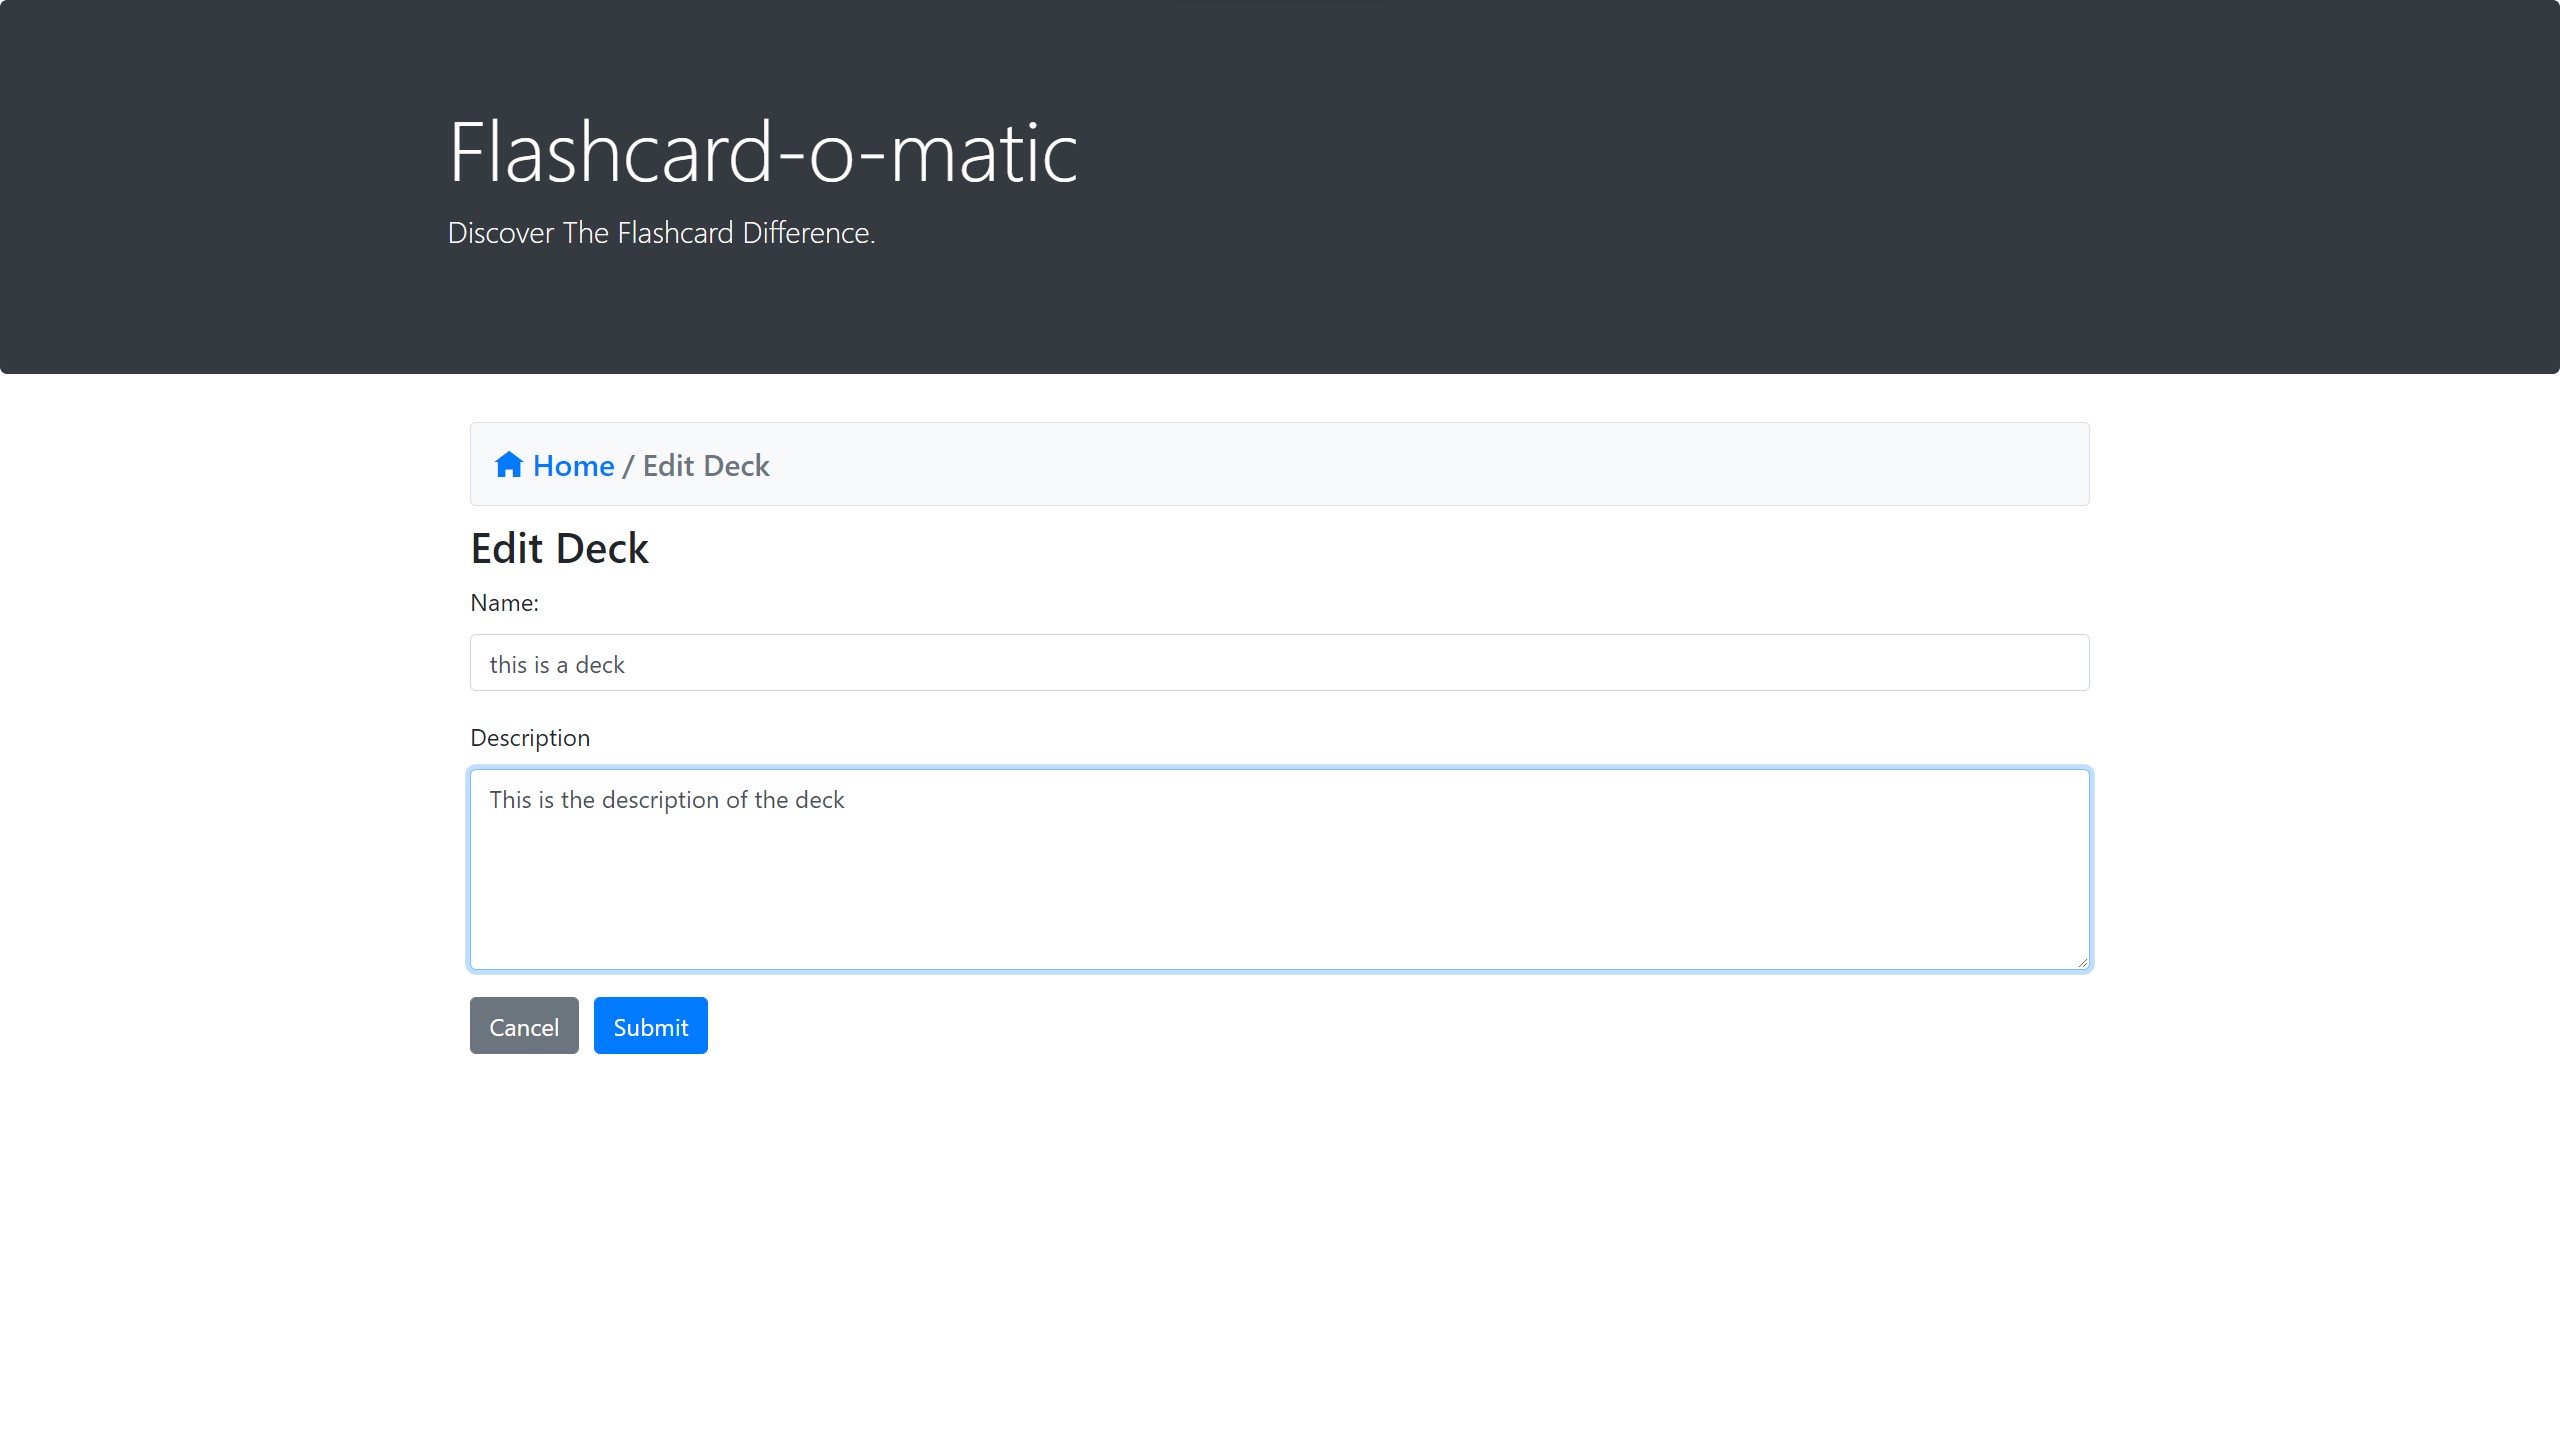 Flashcard-o-matic
Discover The Flashcard Difference.
Home / Edit Deck
Edit Deck
Name:
this is a deck
Description
This is the description of the deck
Cancel Submit